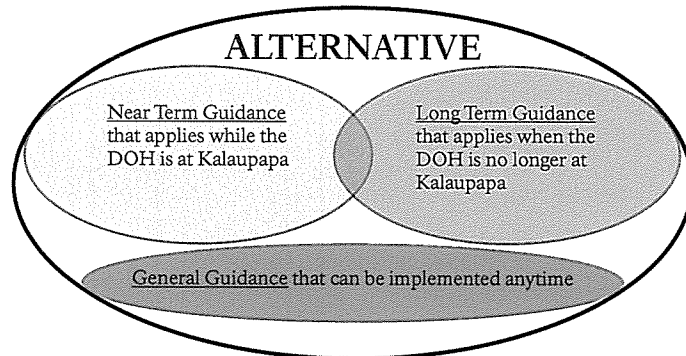 ALTERNATIVE
Near Term Guidance
that applies while the
DOH is at Kalaupapa
Long Term Guidance
that applies when the
DOH is no longer at
Kalaupapa
General Guidance that can be implemented anytime